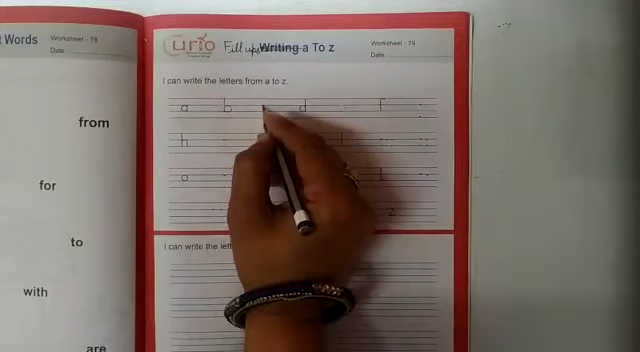 t Words
Worksheet - 78
Date
from
for
to
with
are
Curio
Fill ups
Writing a To z
Worksheet - 79
Date
I can write the letters from a to z.
a b d f
h l
o t
z
I can write the lett